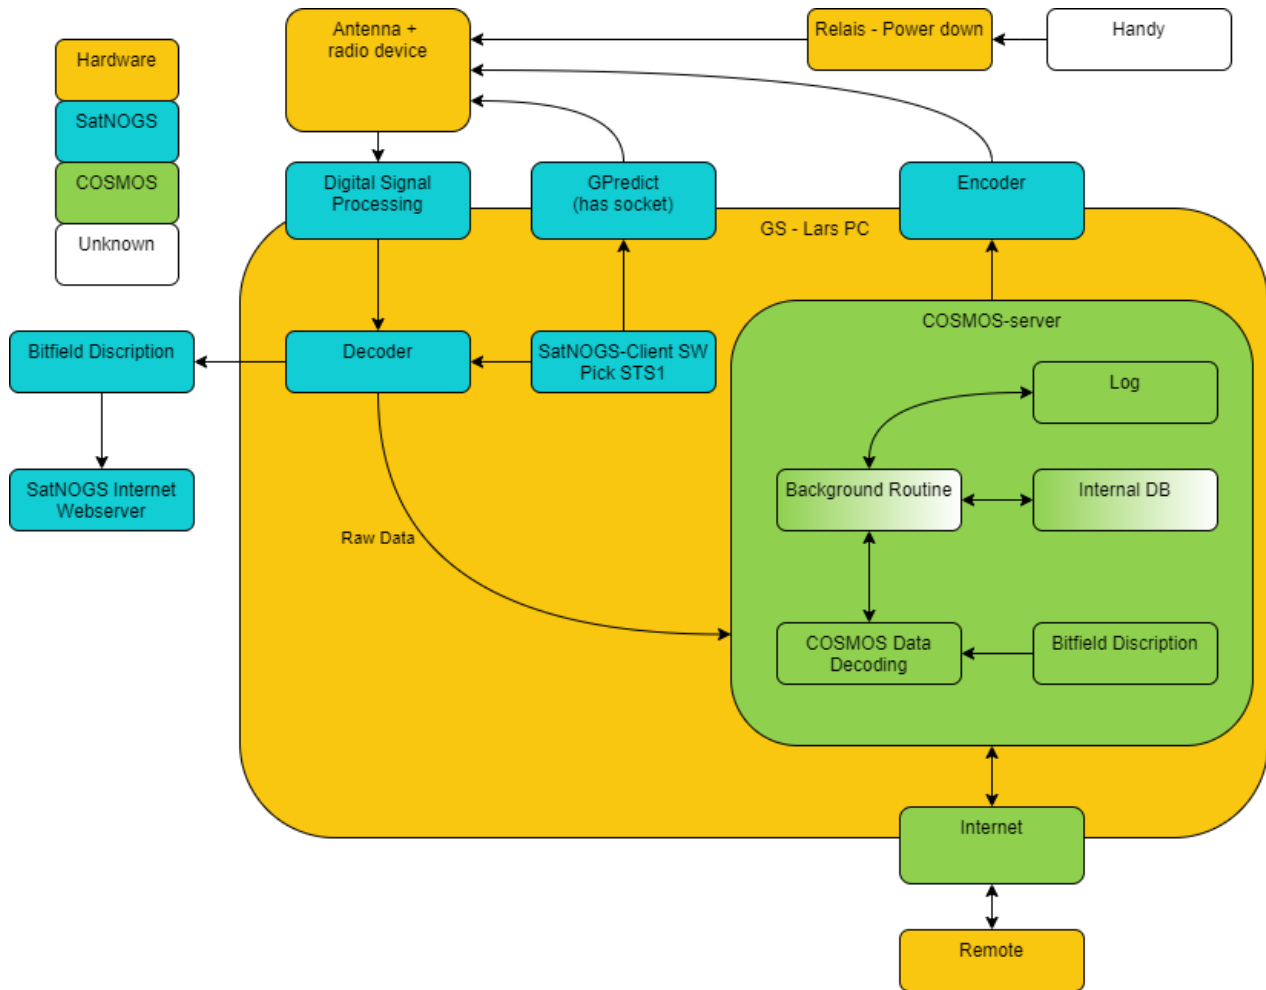 Antenna +
radio device
Relais - Power down
Handy
Hardware
SatNOGS
COSMOS
Unknown
Digital Signal
Processing
GPredict
(has socket)
Encoder
GS - Lars PC
COSMOS-server
Bitfield Discription
Decoder
SatNOGS-Client SW
Pick STS1
Log
SatNOGS Internet
Webserver
Background Routine
Internal DB
Raw Data
COSMOS Data
Decoding
Bitfield Discription
Internet
Remote